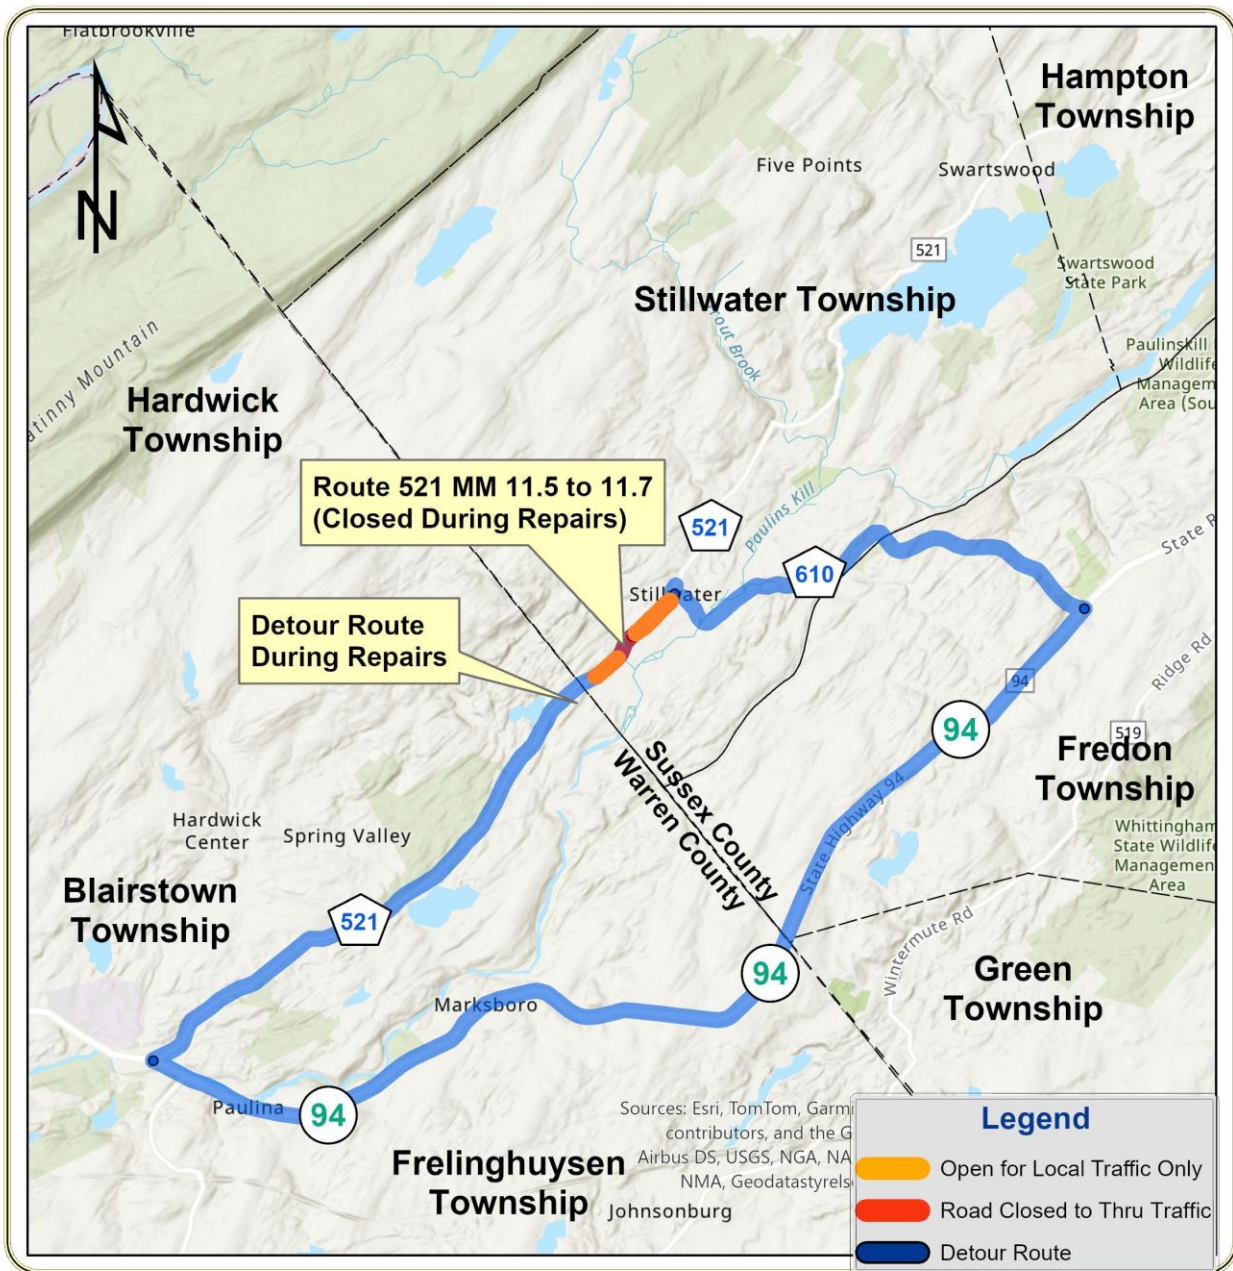 Flatbrookville
N
Hampton
Township
Five Points
Swartswood
521
Swartswood
State Park
Stillwater Township
Trout Brook
Paulinskill
Wildlife
Managem
Area (Sou
atinny Mountain
Hardwick
Township
Route 521 MM 11.5 to 11.7
(Closed During Repairs)
521
Paulins Kill
State R
610
Stillwater
Detour Route
During Repairs
Ridge Rd
94
94
519
Fredon
Township
Sussex County
Warren County
State Highway 94
Hardwick
Center
Spring Valley
Whittingham
State Wildlife
Management
Area
Blairstown
Township
521
Wintermute Rd
94
Green
Township
Marksboro
Paulina
94
Sources: Esri, TomTom, Garmi
contributors, and the G
Airbus DS, USGS, NGA, NA
NMA, Geodatastyrels
Frelinghuysen
Township
Johnsonburg
Legend
Open for Local Traffic Only
Road Closed to Thru Traffic
Detour Route